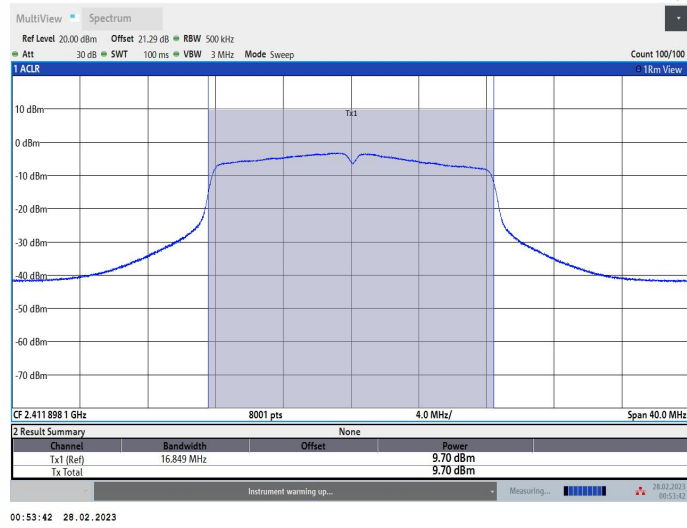 MultiView Spectrum
Ref Level 20.00 dBm Offset 21.29 dB RBW 500 kHz
Att 30 dB SWT 100 ms VBW 3 MHz Mode Sweep Count 100/100
1 ACLR 1Rm View
Tx1
10 dBm
0 dBm
-10 dBm
-20 dBm
-30 dBm
-40 dBm
-50 dBm
-60 dBm
-70 dBm
CF 2.411 898 1 GHz 8001 pts 4.0 MHz/ Span 40.0 MHz
2 Result Summary None
Channel Bandwidth Offset Power
Tx1 (Ref) 16.849 MHz 9.70 dBm
Tx Total 9.70 dBm
Instrument warming up... Measuring... 28.02.2023
00:53:42
00:53:42 28.02.2023